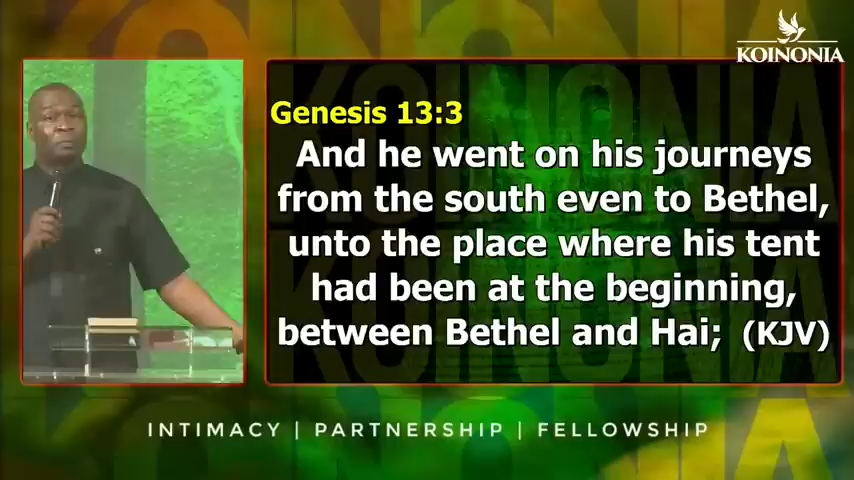 KOINONIA
Genesis 13:3
And he went on his journeys
from the south even to Bethel,
unto the place where his tent
had been at the beginning,
between Bethel and Hai; (KJV)
INTIMACY | PARTNERSHIP | FELLOWSHIP